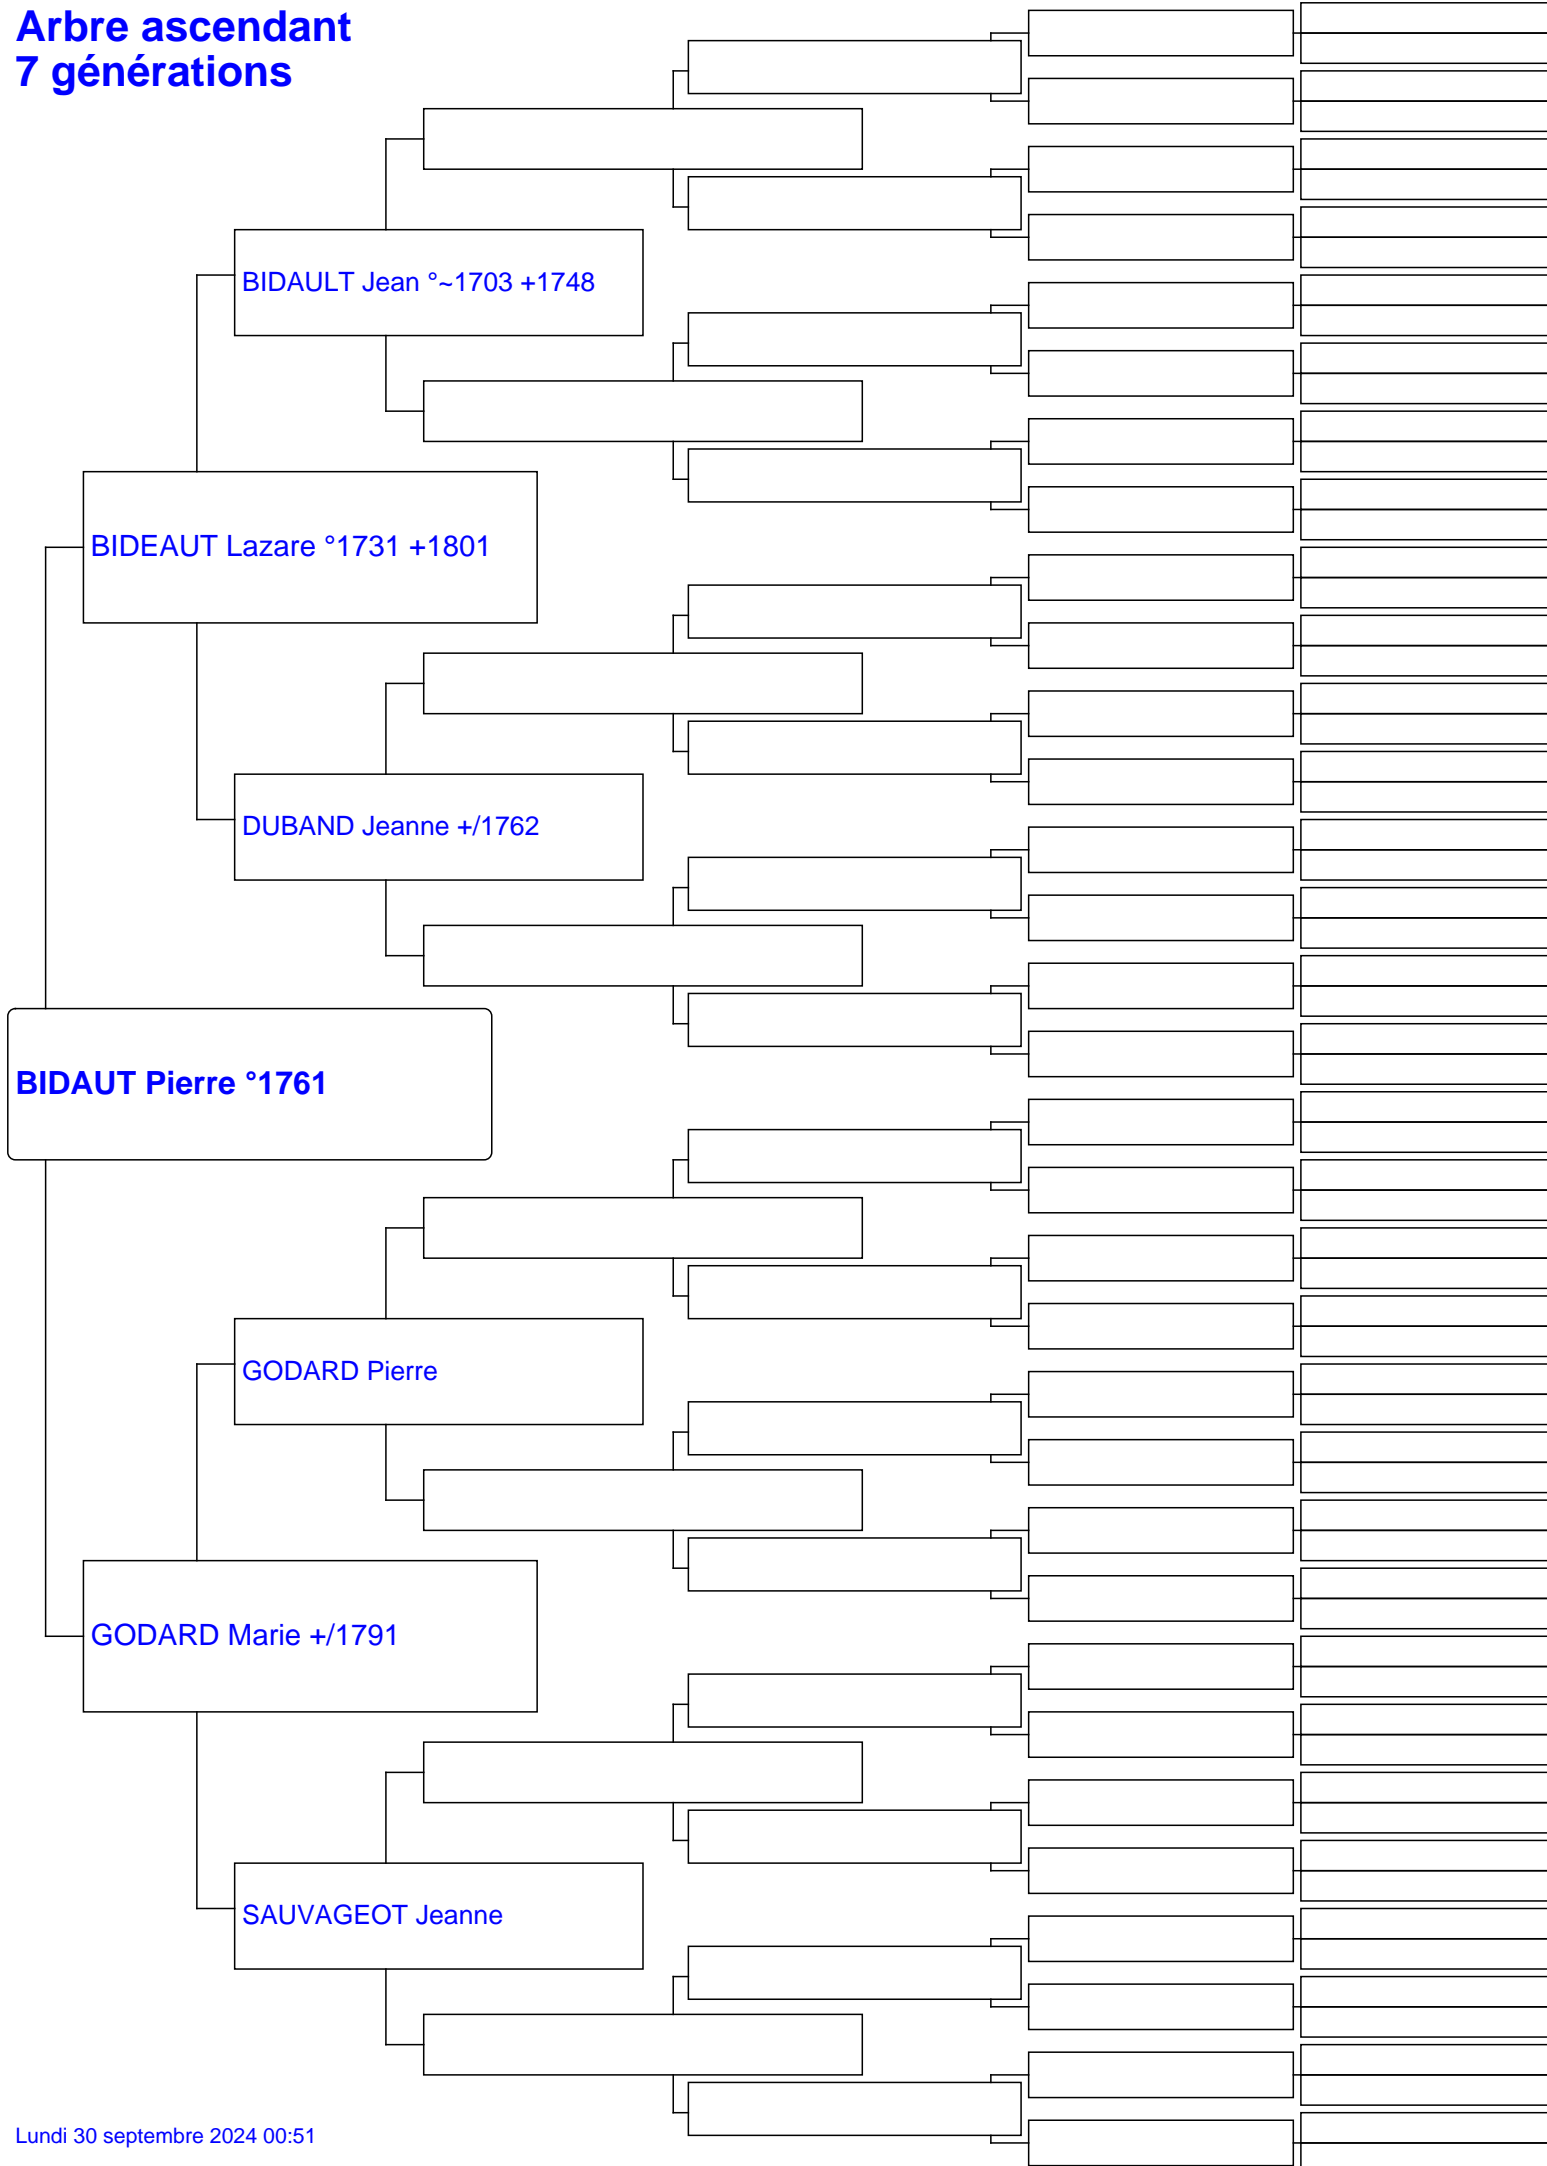 Arbre ascendant
7 générations
BIDAULT Jean °~1703 +1748
BIDEAUT Lazare °1731 +1801
DUBAND Jeanne +/1762
BIDAUT Pierre °1761
GODARD Pierre
GODARD Marie +/1791
SAUVAGEOT Jeanne
Lundi 30 septembre 2024 00:51